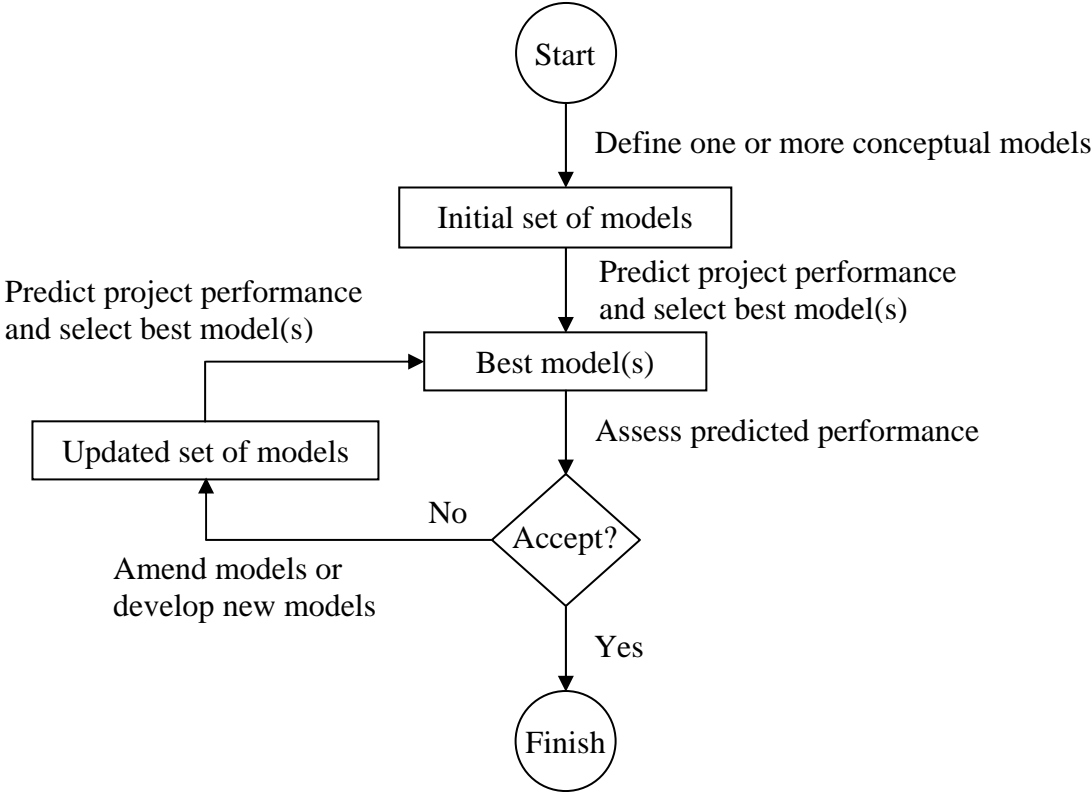 Start
Define one or more conceptual models
Initial set of models
Predict project performance
and select best model(s)
Predict project performance
and select best model(s)
Best model(s)
Updated set of models
Assess predicted performance
No
Accept?
Amend models or
develop new models
Yes
Finish